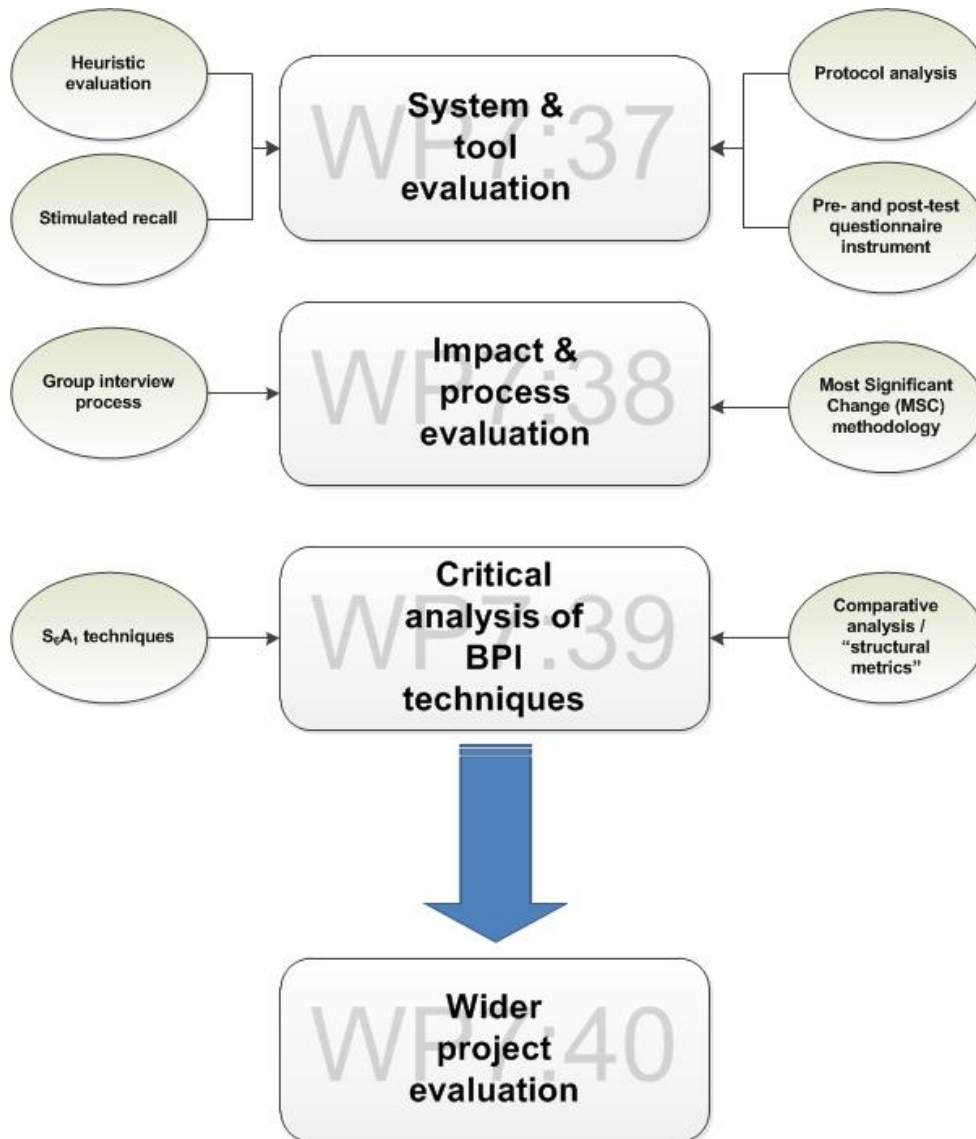 Heuristic
evaluation
Stimulated recall
WP7:37
System &
tool
evaluation
Protocol analysis
Pre- and post-test
questionnaire
instrument
Group interview
process
WP7:38
Impact &
process
evaluation
Most Significant
Change (MSC)
methodology
S₆A₁ techniques
WP7:39
Critical
analysis of
BPI
techniques
Comparative
analysis /
“structural
metrics”
WP7:40
Wider
project
evaluation